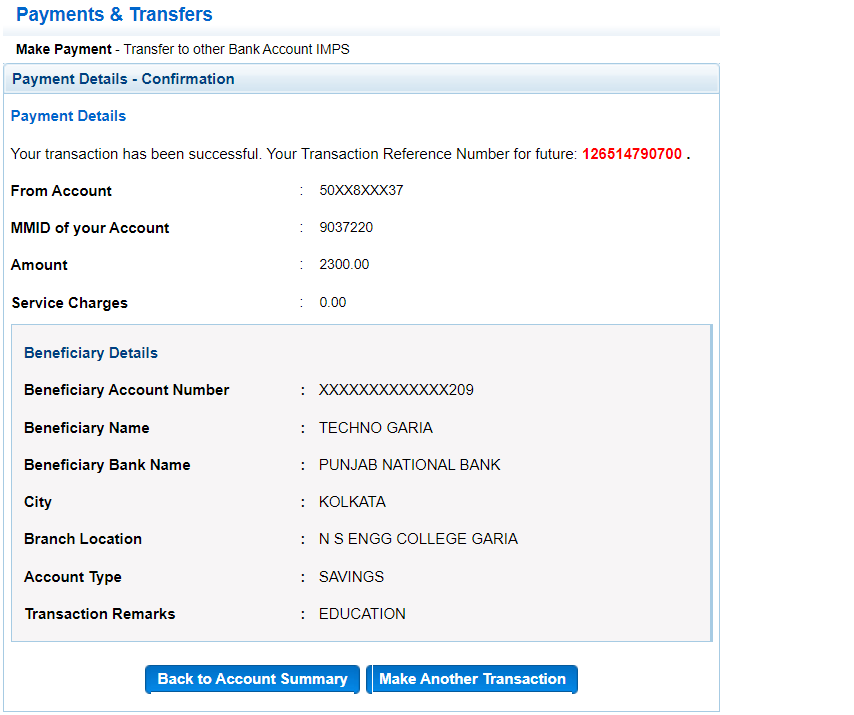 Payments & Transfers
Make Payment - Transfer to other Bank Account IMPS
Payment Details - Confirmation
Payment Details
Your transaction has been successful. Your Transaction Reference Number for future: 126514790700 .
From Account : 50XX8XXX37
MMID of your Account : 9037220
Amount : 2300.00
Service Charges : 0.00
Beneficiary Details
Beneficiary Account Number : XXXXXXXXXXXXX209
Beneficiary Name : TECHNO GARIA
Beneficiary Bank Name : PUNJAB NATIONAL BANK
City : KOLKATA
Branch Location : N S ENGG COLLEGE GARIA
Account Type : SAVINGS
Transaction Remarks : EDUCATION
Back to Account Summary Make Another Transaction